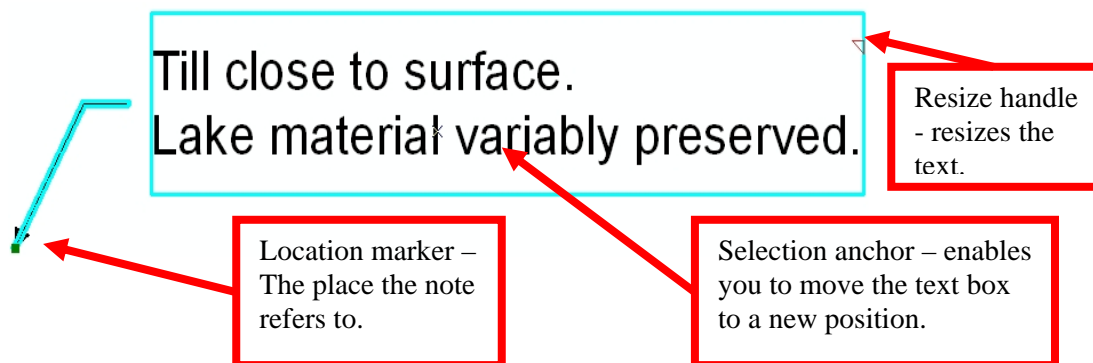 Till close to surface.
Lake material variably preserved.
Resize handle
- resizes the
text.
Location marker –
The place the note
refers to.
Selection anchor – enables
you to move the text box
to a new position.